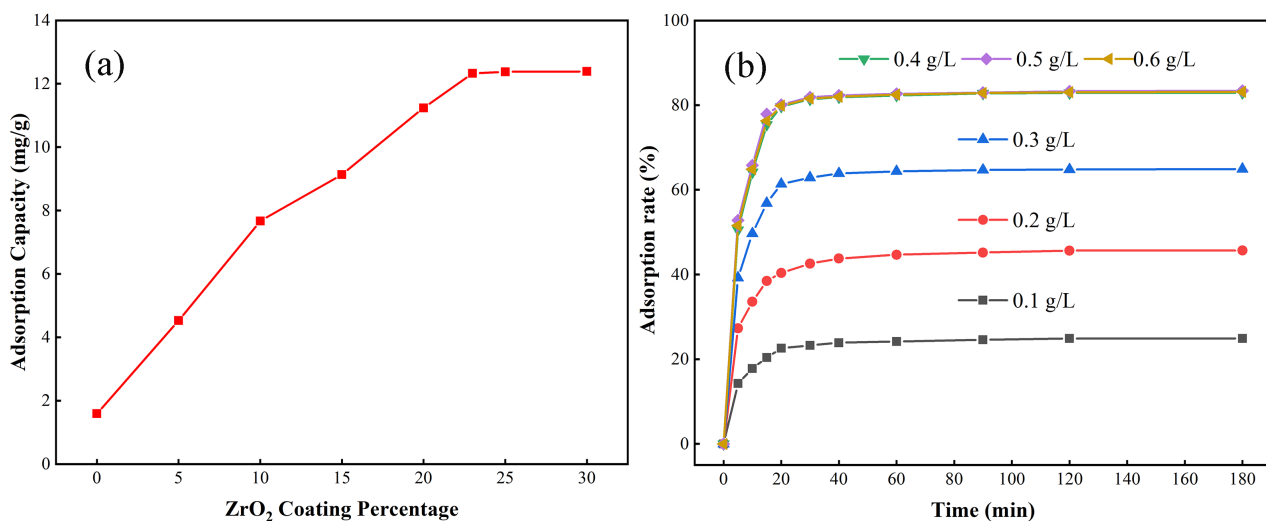 (a)
Adsorption Capacity (mg/g)
14
12
10
8
6
4
2
0
0 5 10 15 20 25 30
ZrO₂ Coating Percentage
(b)
Adsorption rate (%)
100
80
60
40
20
0
0.4 g/L 0.5 g/L 0.6 g/L
0.3 g/L
0.2 g/L
0.1 g/L
0 20 40 60 80 100 120 140 160 180
Time (min)